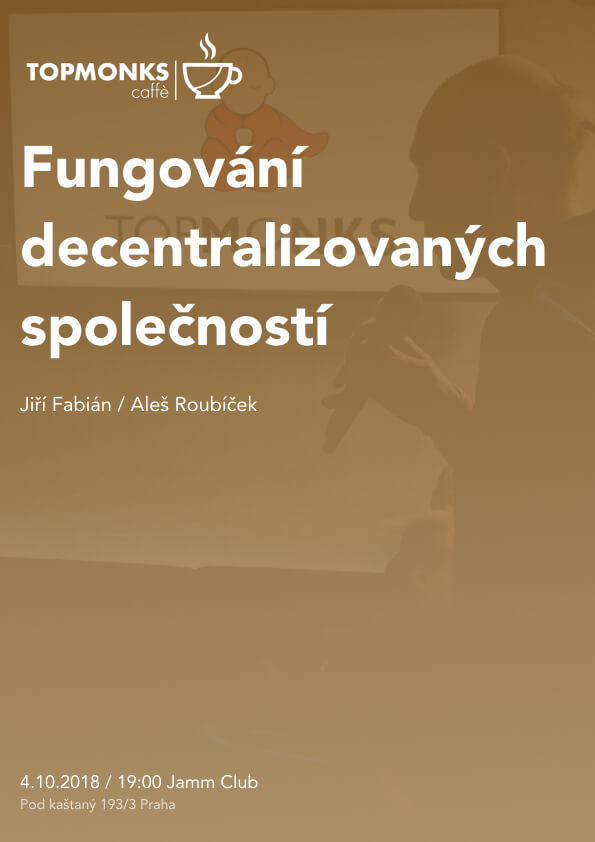 TOPMONKS
caffè
TOPMONKS
Fungování
decentralizovaných
společností
Jiří Fabián / Aleš Roubíček
4.10.2018 / 19:00 Jamm Club
Pod kaštaný 193/3 Praha